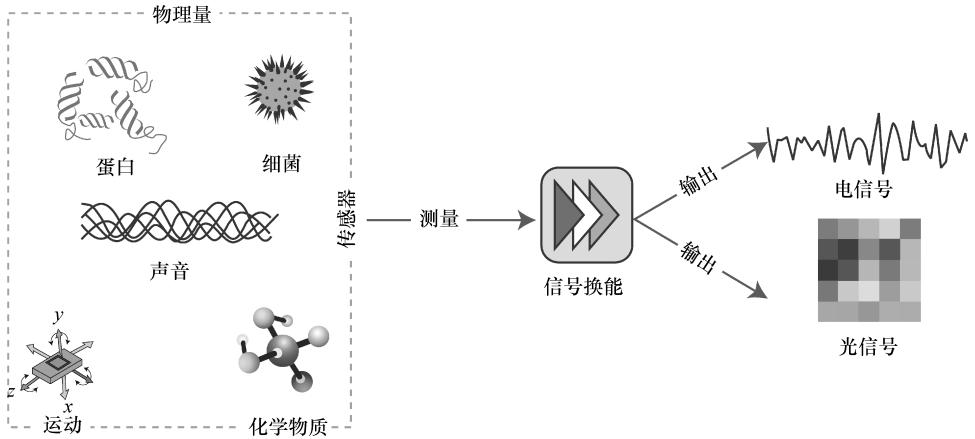 物理量
蛋白
细菌
声音
y
z
x
运动
化学物质
传感器
测量
信号换能
输出
电信号
输出
光信号